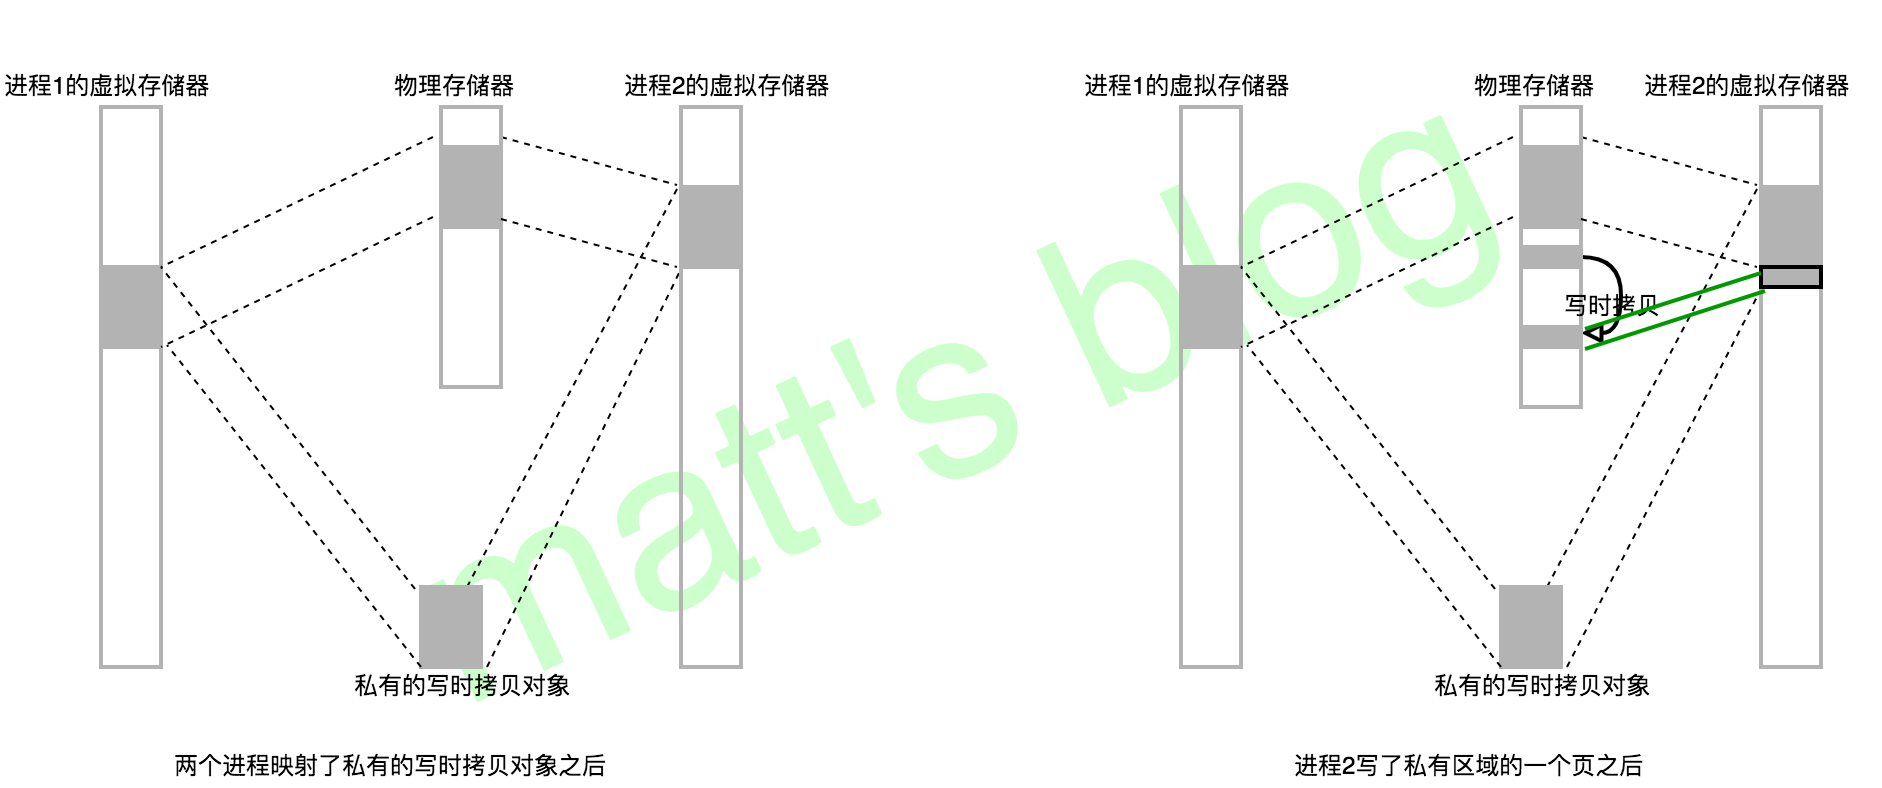 进程1的虚拟存储器
物理存储器
进程2的虚拟存储器
私有的写时拷贝对象
两个进程映射了私有的写时拷贝对象之后
进程1的虚拟存储器
物理存储器
进程2的虚拟存储器
写时拷贝
私有的写时拷贝对象
进程2写了私有区域的一个页之后
matt's blog